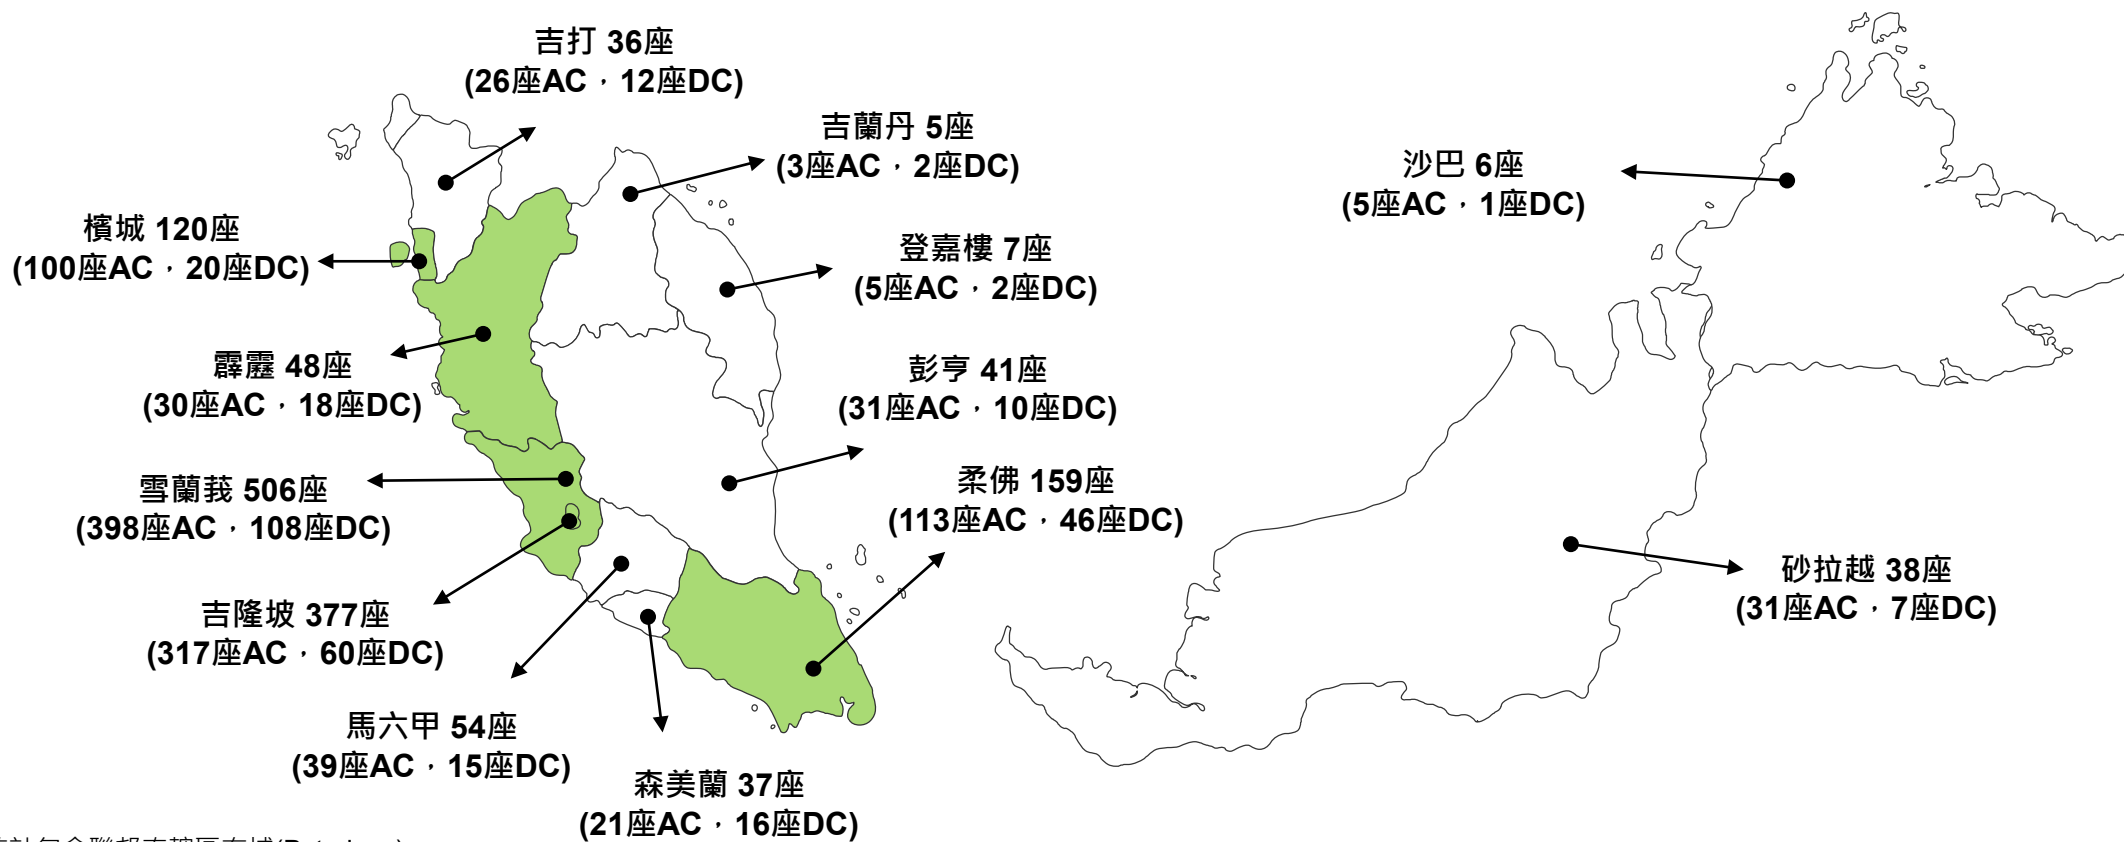 吉打 36座
(26座AC，12座DC)
吉蘭丹 5座
(3座AC，2座DC)
沙巴 6座
(5座AC，1座DC)
檳城 120座
(100座AC，20座DC)
登嘉樓 7座
(5座AC，2座DC)
霹靂 48座
(30座AC，18座DC)
彭亨 41座
(31座AC，10座DC)
雪蘭莪 506座
(398座AC，108座DC)
柔佛 159座
(113座AC，46座DC)
吉隆坡 377座
(317座AC，60座DC)
砂拉越 38座
(31座AC，7座DC)
馬六甲 54座
(39座AC，15座DC)
森美蘭 37座
(21座AC，16座DC)